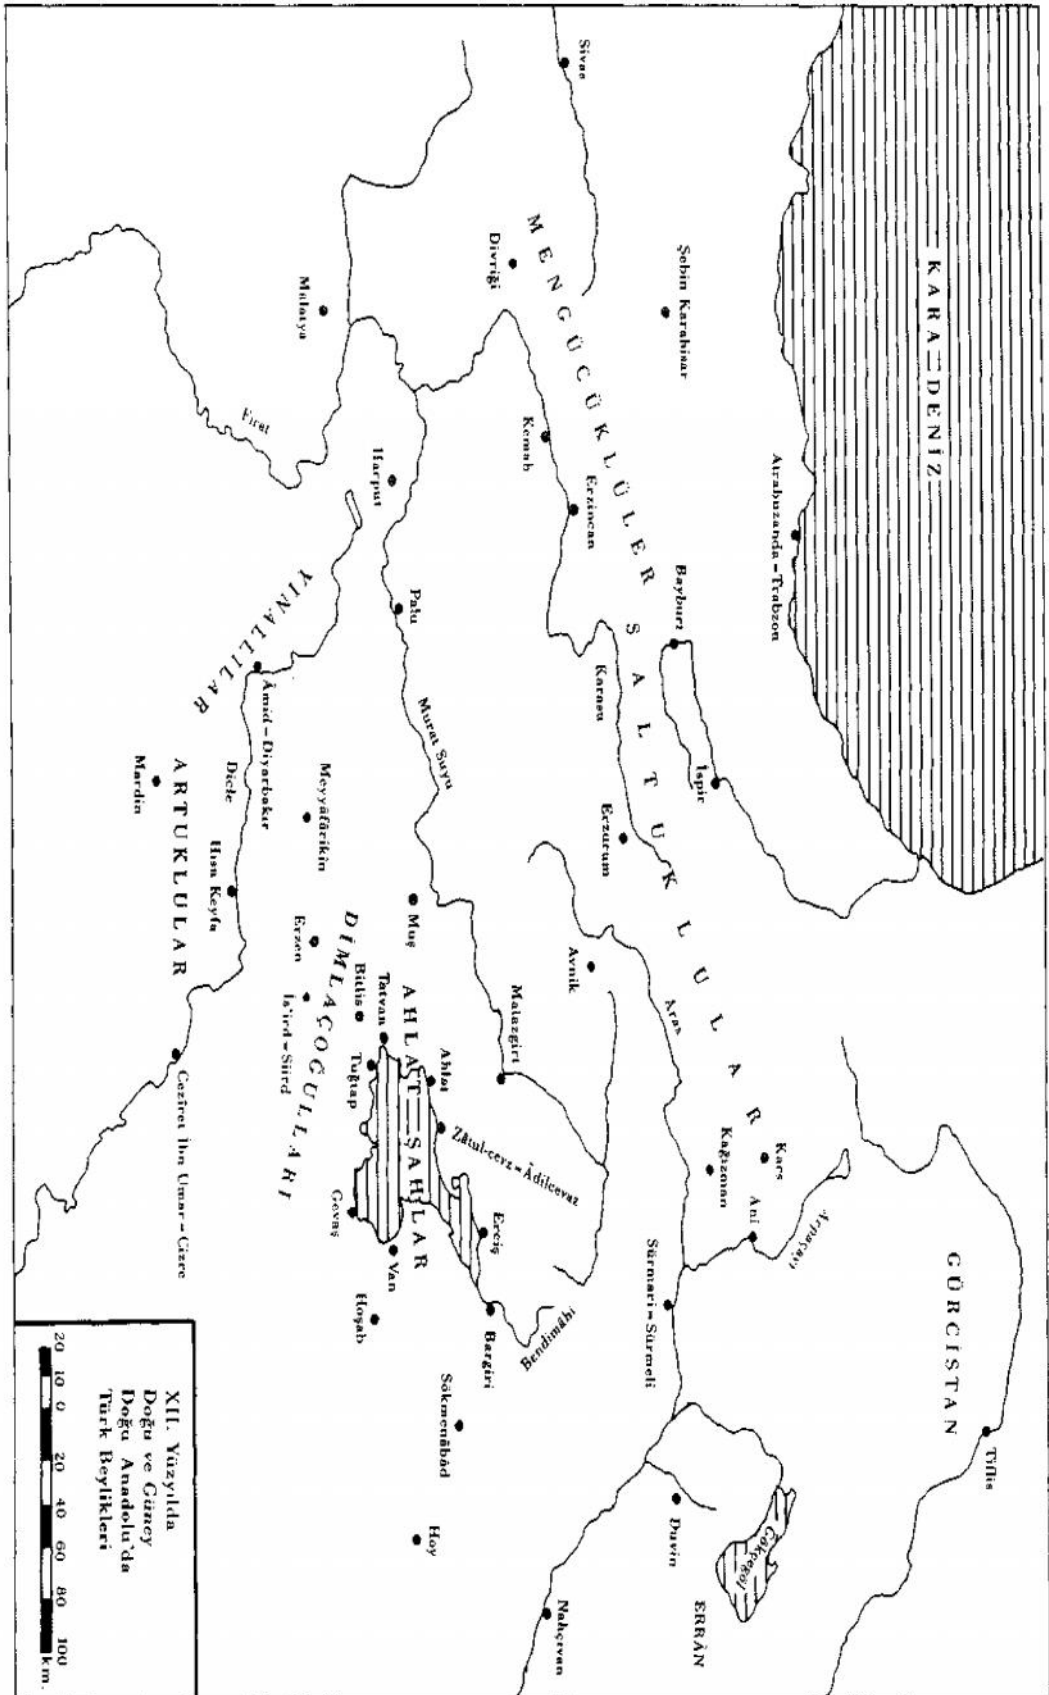 KARA DENİZ
Sivas
Şebin Karahisar
Atrabuzanda=Trabzon
Divriği
MENGÜCÜKLÜLER
Malatya
Kemah
Erzincan
Bayburt
İspir
SALTUKLULAR
Karasu
Erzurum
Fırat
Harput
Palu
Murat Suyu
YINALLILAR
Âmid=Diyarbakır
Dicle
Meyyâfârikîn
Mardin
ARTUKLULAR
Hısn Keyfa
Erzen
Muş
DİMLAÇOĞULLARI
Bitlis
Tatvan
İs'ird=Siird
Tuğtap
AHLAT-ŞAHLAR
Ahlat
Malazgirt
Avnik
Aras
Zâtul-cevz=Âdilcevaz
Cezîret İbn Umar=Cizre
Gevaş
Van
Erciş
Hoşab
Bargiri
Bendimâhi
Kars
Kağızman
Ani
Arpaçayı
Sürmari=Sürmeli
GÜRCİSTAN
Tiflis
Sökmenâbâd
Hoy
Duvin
Gökçegöl
ERRÂN
Nahçıvan
XII. Yüzyılda
Doğu ve Güney
Doğu Anadolu'da
Türk Beylikleri
20 10 0 20 40 60 80 100 km.